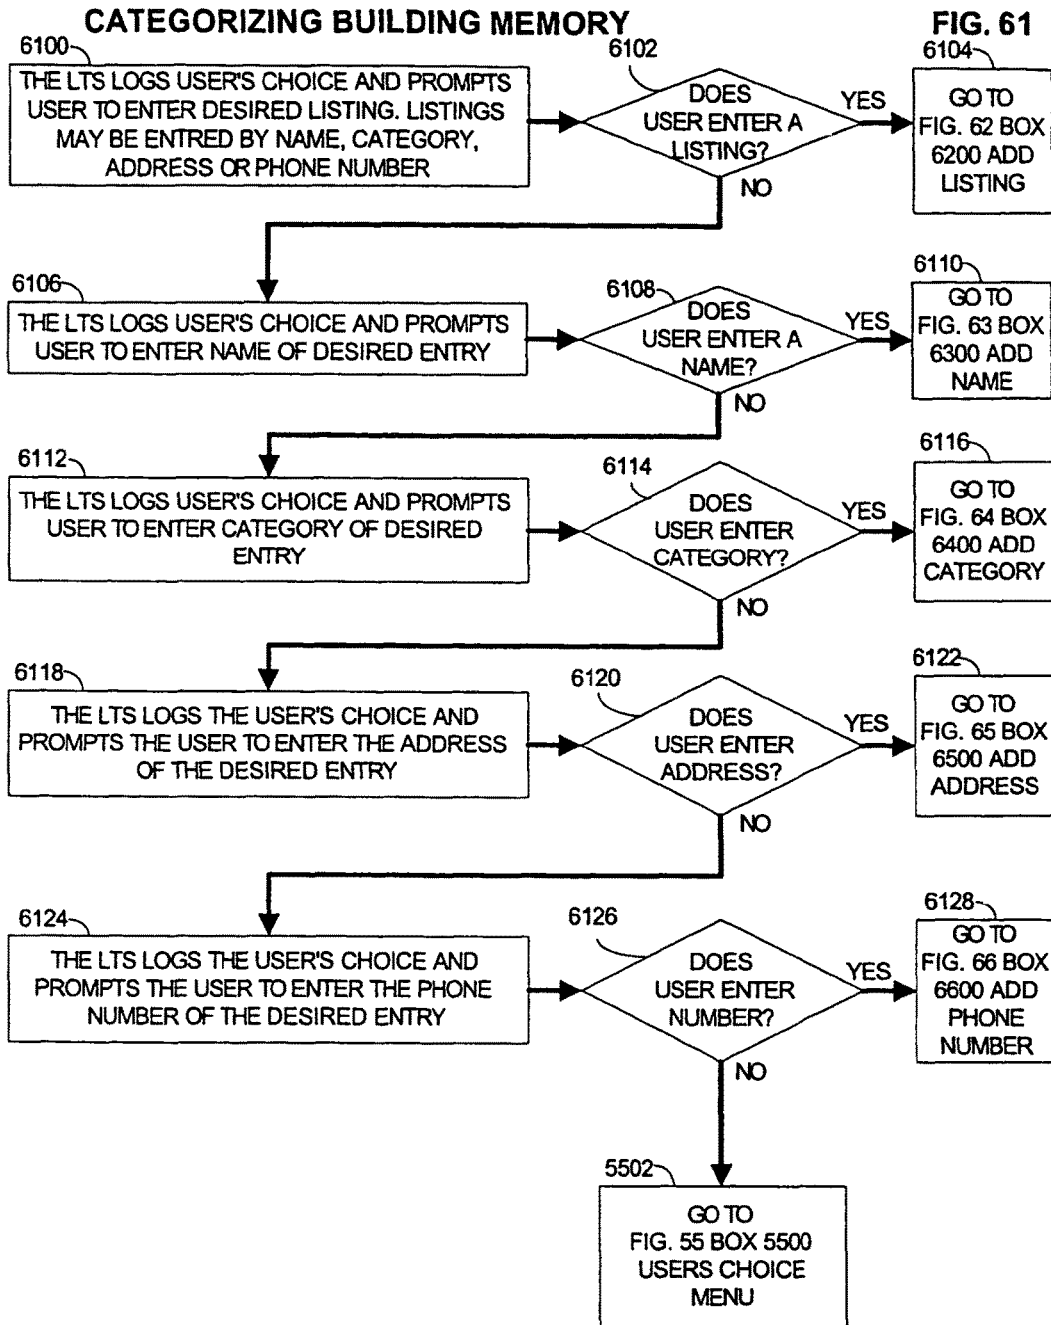 CATEGORIZING BUILDING MEMORY
FIG. 61
6100
THE LTS LOGS USER'S CHOICE AND PROMPTS
USER TO ENTER DESIRED LISTING. LISTINGS
MAY BE ENTRED BY NAME, CATEGORY,
ADDRESS OR PHONE NUMBER
6102
DOES
USER ENTER A
LISTING?
YES
NO
6104
GO TO
FIG. 62 BOX
6200 ADD
LISTING
6106
THE LTS LOGS USER'S CHOICE AND PROMPTS
USER TO ENTER NAME OF DESIRED ENTRY
6108
DOES
USER ENTER A
NAME?
YES
NO
6110
GO TO
FIG. 63 BOX
6300 ADD
NAME
6112
THE LTS LOGS USER'S CHOICE AND PROMPTS
USER TO ENTER CATEGORY OF DESIRED
ENTRY
6114
DOES
USER ENTER
CATEGORY?
YES
NO
6116
GO TO
FIG. 64 BOX
6400 ADD
CATEGORY
6118
THE LTS LOGS THE USER'S CHOICE AND
PROMPTS THE USER TO ENTER THE ADDRESS
OF THE DESIRED ENTRY
6120
DOES
USER ENTER
ADDRESS?
YES
NO
6122
GO TO
FIG. 65 BOX
6500 ADD
ADDRESS
6124
THE LTS LOGS THE USER'S CHOICE AND
PROMPTS THE USER TO ENTER THE PHONE
NUMBER OF THE DESIRED ENTRY
6126
DOES
USER ENTER
NUMBER?
YES
NO
6128
GO TO
FIG. 66 BOX
6600 ADD
PHONE
NUMBER
5502
GO TO
FIG. 55 BOX 5500
USERS CHOICE
MENU